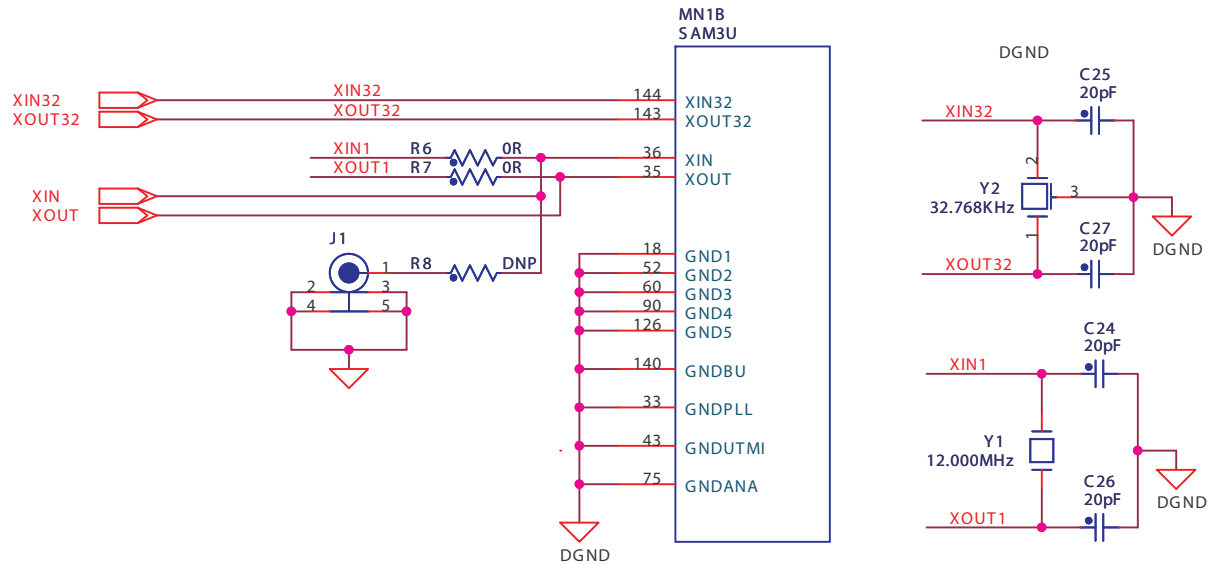 MN1B
SAM3U
DGND
C25
20pF
XIN32
XIN32
144
XIN32
XOUT32
XOUT32
143
XOUT32
XIN32
XIN1
R6
0R
36
XIN
XOUT1
R7
0R
35
XOUT
XIN
XOUT
2
Y2
32.768KHz
3
1
C27
20pF
DGND
XOUT32
J1
1
R8
DNP
2
3
4
5
18
GND1
52
GND2
60
GND3
90
GND4
126
GND5
140
GNDBU
33
GNDPLL
43
GNDUTMI
75
GNDANA
DGND
C24
20pF
XIN1
Y1
12.000MHz
C26
20pF
DGND
XOUT1